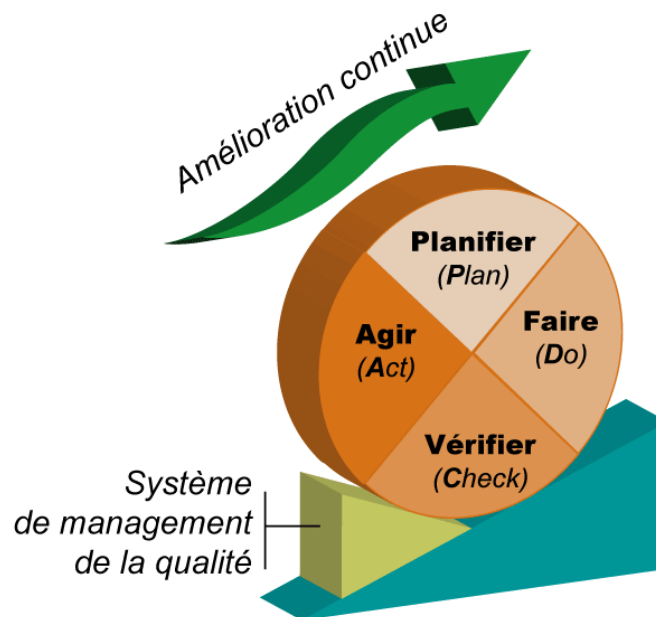 Amélioration continue
Planifier
(Plan)
Faire
(Do)
Agir
(Act)
Vérifier
(Check)
Système
de management
de la qualité